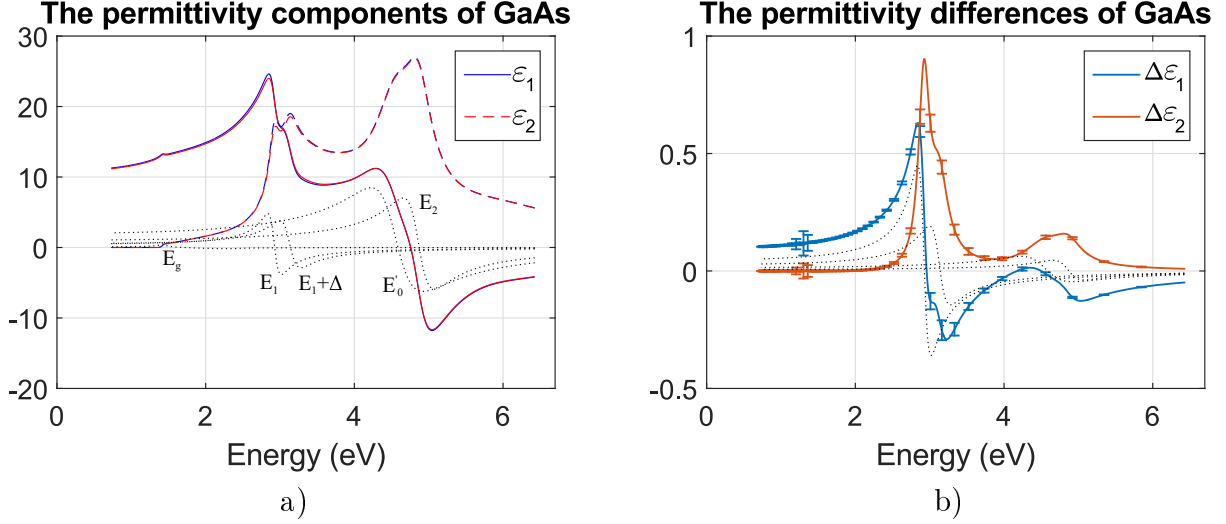 The permittivity components of GaAs
30
20
10
0
-10
-20
0
2
4
6
Energy (eV)
ε1
ε2
Eg
E1
E1+Δ
E'0
E2
a)
The permittivity differences of GaAs
1
0.5
0
-0.5
0
2
4
6
Energy (eV)
Δε1
Δε2
b)